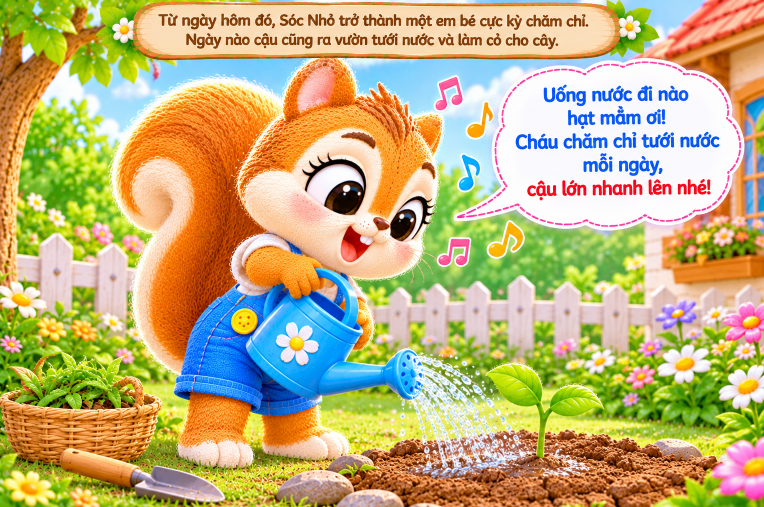 Từ ngày hôm đó, Sóc Nhỏ trở thành một em bé cực kỳ chăm chỉ.
Ngày nào cậu cũng ra vườn tưới nước và làm cỏ cho cây.
Uống nước đi nào
hạt mầm ơi!
Cháu chăm chỉ tưới nước
mỗi ngày,
cậu lớn nhanh lên nhé!